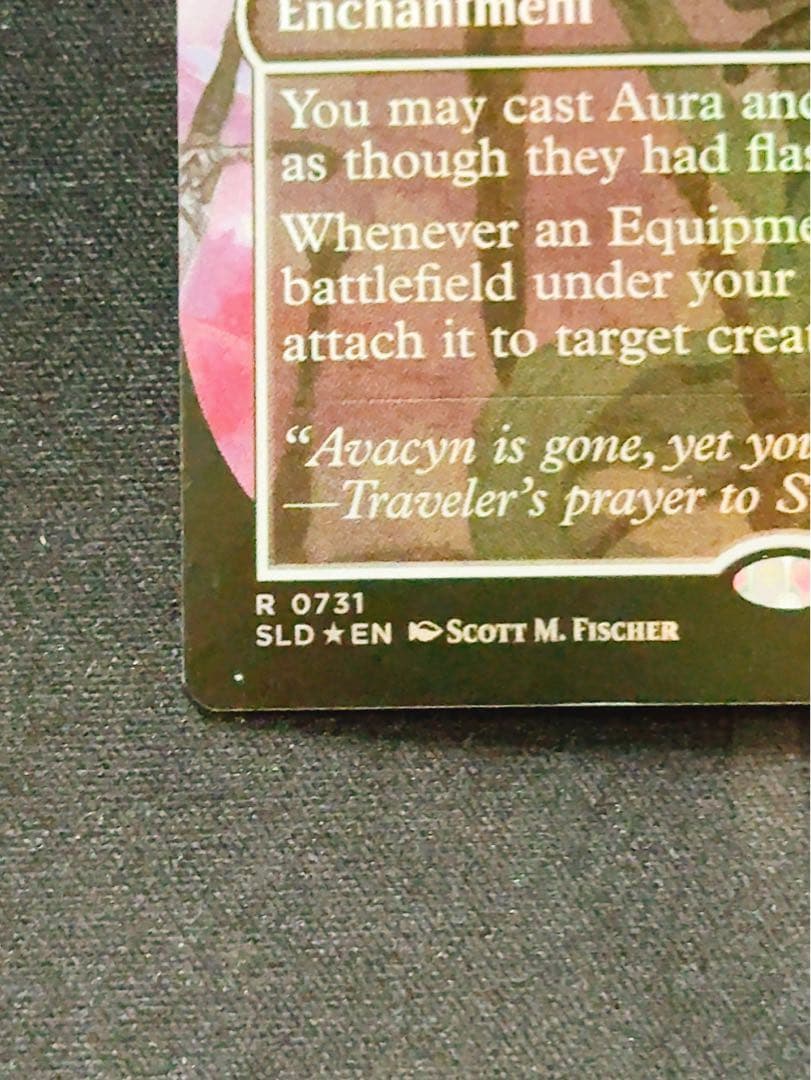 Enchantment
You may cast Aura and
as though they had flas
Whenever an Equipme
battlefield under your
attach it to target crea
“Avacyn is gone, yet you
—Traveler’s prayer to S
R 0731
SLD★EN SCOTT M. FISCHER